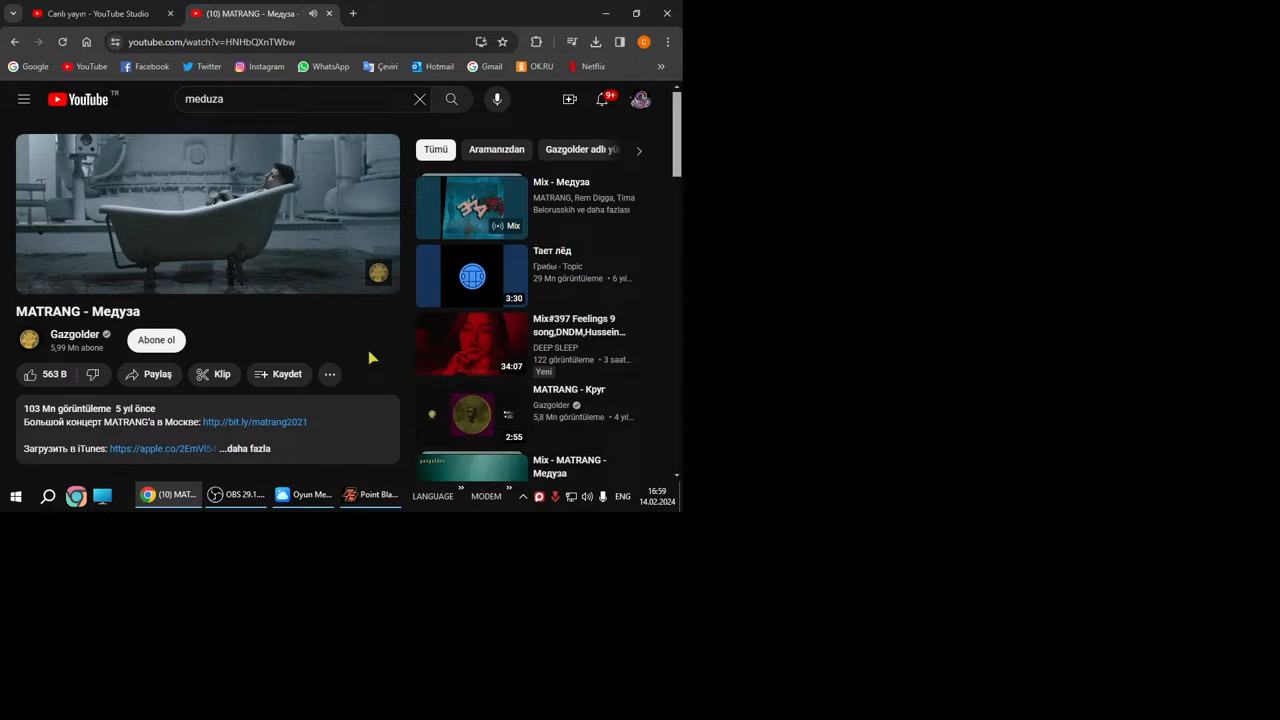 Canlı yayın - YouTube Studio
(10) MATRANG - Медуза -
youtube.com/watch?v=HNHbQXnTWbw
Google
YouTube
Facebook
Twitter
Instagram
WhatsApp
Çeviri
Hotmail
Gmail
OK.RU
Netflix
YouTube TR
meduza
9+
MATRANG - Медуза
Gazgolder
5,99 Mn abone
Abone ol
563 B
Paylaş
Klip
Kaydet
103 Mn görüntüleme 5 yıl önce
Большой концерт MATRANG'a в Москве: http://bit.ly/matrang2021
Загрузить в iTunes: https://apple.co/2EmVl5 ...daha fazla
Tümü
Aramanızdan
Gazgolder adlı yü
Mix - Медуза
MATRANG, Rem Digga, Tima
Belorusskih ve daha fazlası
Mix
Тает лёд
Грибы - Topic
29 Mn görüntüleme • 6 yıl...
3:30
Mix#397 Feelings 9
song,DNDM,Hussein...
DEEP SLEEP
122 görüntüleme • 3 saat...
Yeni
34:07
MATRANG - Круг
Gazgolder
5,8 Mn görüntüleme • 4 yıl...
2:55
Mix - MATRANG -
Медуза
gazgolder
(10) MAT...
OBS 29.1....
Oyun Me...
Point Bla...
LANGUAGE
MODEM
ENG
16:59
14.02.2024